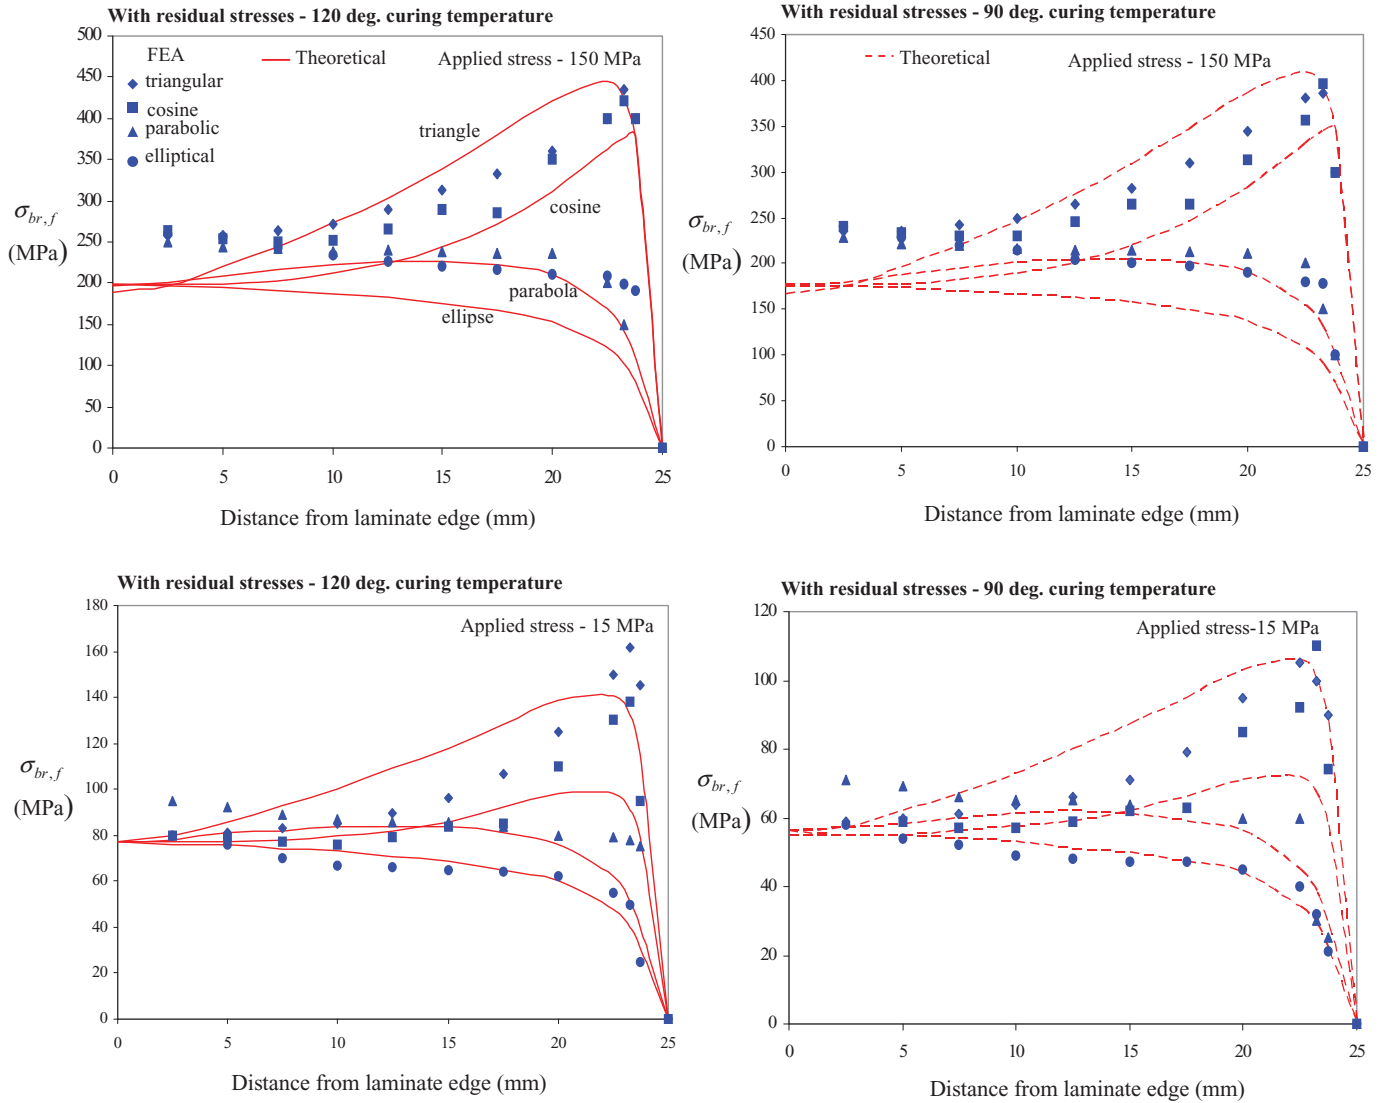 With residual stresses - 120 deg. curing temperature
500
450
400
350
300
250
200
150
100
50
0
FEA
triangular
cosine
parabolic
elliptical
Theoretical
Applied stress - 150 MPa
triangle
cosine
parabola
ellipse
σbr,f
(MPa)
0 5 10 15 20 25
Distance from laminate edge (mm)
With residual stresses - 90 deg. curing temperature
450
400
350
300
250
200
150
100
50
0
Theoretical
Applied stress - 150 MPa
σbr,f
(MPa)
0 5 10 15 20 25
Distance from laminate edge (mm)
With residual stresses - 120 deg. curing temperature
180
160
140
120
100
80
60
40
20
0
Applied stress - 15 MPa
σbr,f
(MPa)
0 5 10 15 20 25
Distance from laminate edge (mm)
With residual stresses - 90 deg. curing temperature
120
100
80
60
40
20
0
Applied stress-15 MPa
σbr,f
(MPa)
0 5 10 15 20 25
Distance from laminate edge (mm)